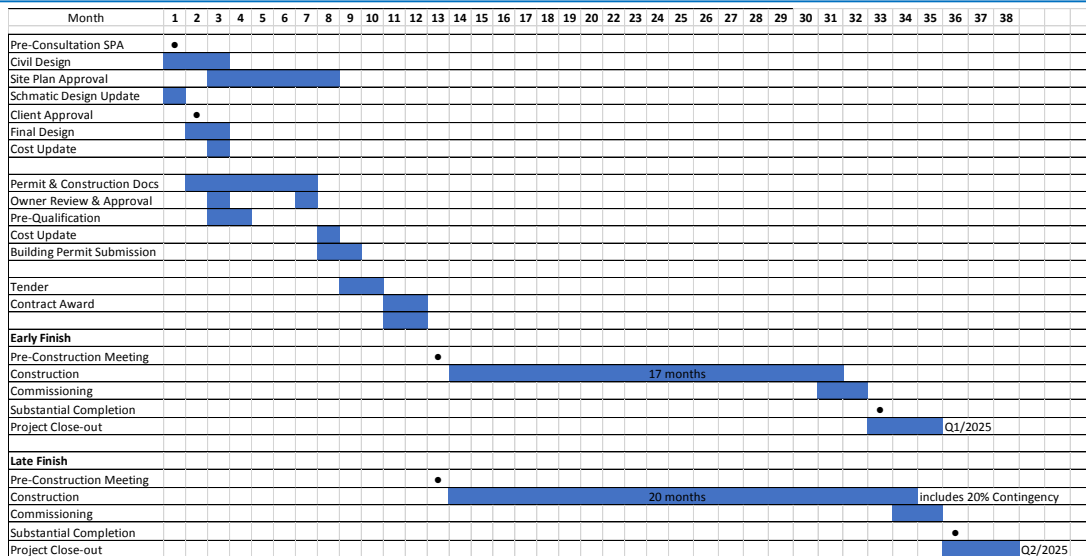 Month 1 2 3 4 5 6 7 8 9 10 11 12 13 14 15 16 17 18 19 20 22 23 24 25 26 27 28 29 30 31 32 33 34 35 36 37 38
Pre-Consultation SPA
Civil Design
Site Plan Approval
Schmatic Design Update
Client Approval
Final Design
Cost Update
Permit & Construction Docs
Owner Review & Approval
Pre-Qualification
Cost Update
Building Permit Submission
Tender
Contract Award
Early Finish
Pre-Construction Meeting
Construction 17 months
Commissioning
Substantial Completion
Project Close-out Q1/2025
Late Finish
Pre-Construction Meeting
Construction 20 months includes 20% Contingency
Commissioning
Substantial Completion
Project Close-out Q2/2025